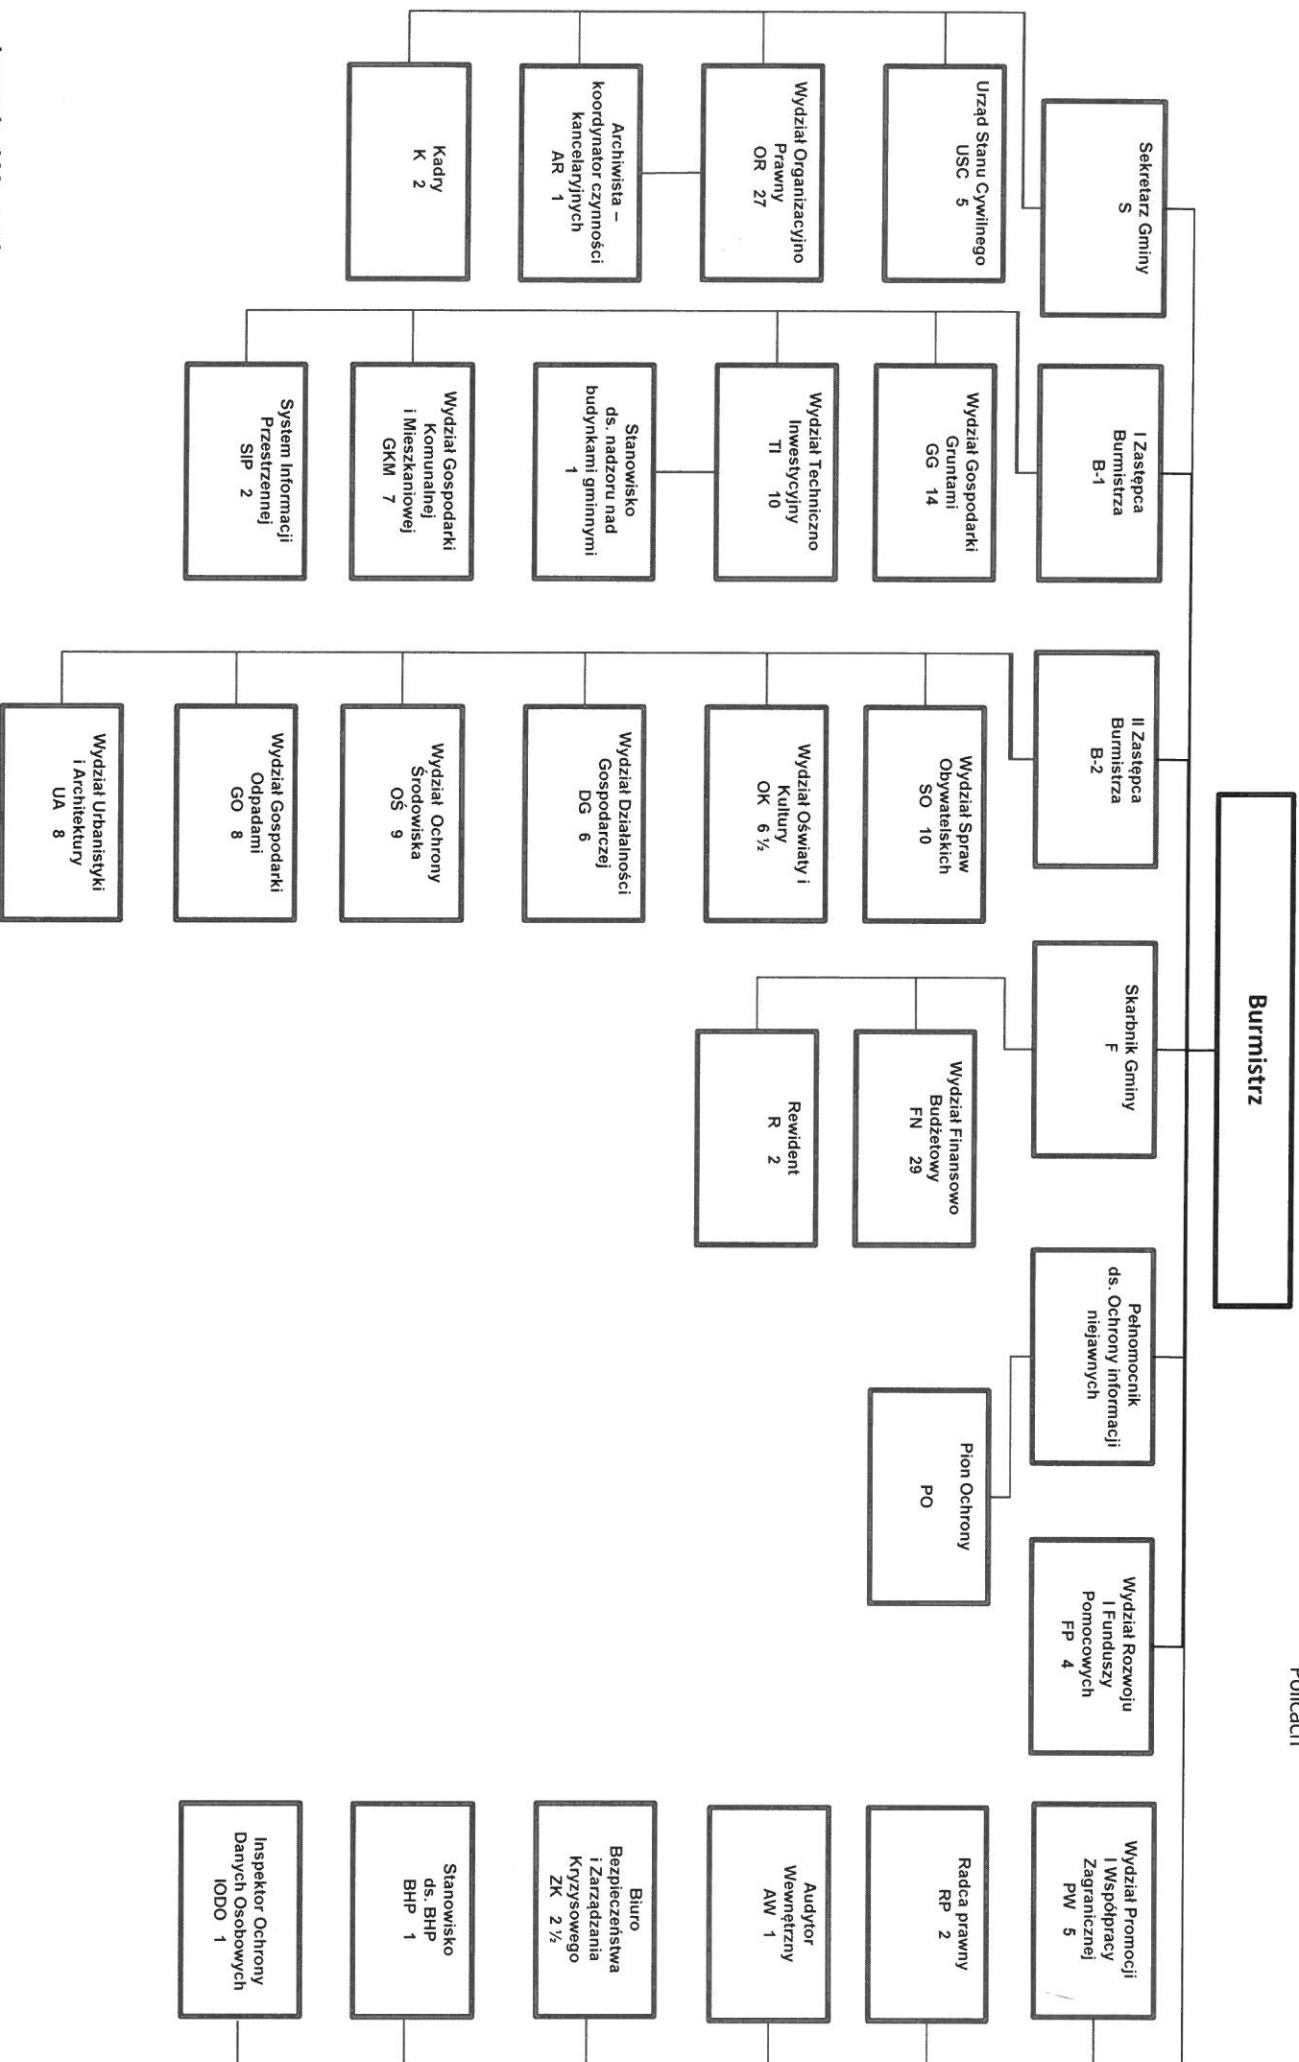 Policach
Burmistrz
Sekretarz Gminy
S
I Zastępca
Burmistrza
B-1
II Zastępca
Burmistrza
B-2
Skarbnik Gminy
F
Pełnomocnik
ds. Ochrony informacji
niejawnych
Wydział Rozwoju
I Funduszy
Pomocowych
FP 4
Wydział Promocji
I Współpracy
Zagranicznej
PW 5
Urząd Stanu Cywilnego
USC 5
Wydział Organizacyjno
Prawny
OR 27
Archiwista –
koordynator czynności
kancelaryjnych
AR 1
Kadry
K 2
Wydział Gospodarki
Gruntami
GG 14
Wydział Techniczno
Inwestycyjny
TI 10
Stanowisko
ds. nadzoru nad
budynkami gminnymi
1
Wydział Gospodarki
Komunalnej
i Mieszkaniowej
GKM 7
System Informacji
Przestrzennej
SIP 2
Wydział Spraw
Obywatelskich
SO 10
Wydział Oświaty i
Kultury
OK 6 ½
Wydział Działalności
Gospodarczej
DG 6
Wydział Ochrony
Środowiska
OŚ 9
Wydział Gospodarki
Odpadami
GO 8
Wydział Urbanistyki
i Architektury
UA 8
Wydział Finansowo
Budżetowy
FN 29
Rewident
R 2
Pion Ochrony
PO
Radca prawny
RP 2
Audytor
Wewnętrzny
AW 1
Biuro
Bezpieczeństwa
i Zarządzania
Kryzysowego
ZK 2 ½
Stanowisko
ds. BHP
BHP 1
Inspektor Ochrony
Danych Osobowych
IODO 1